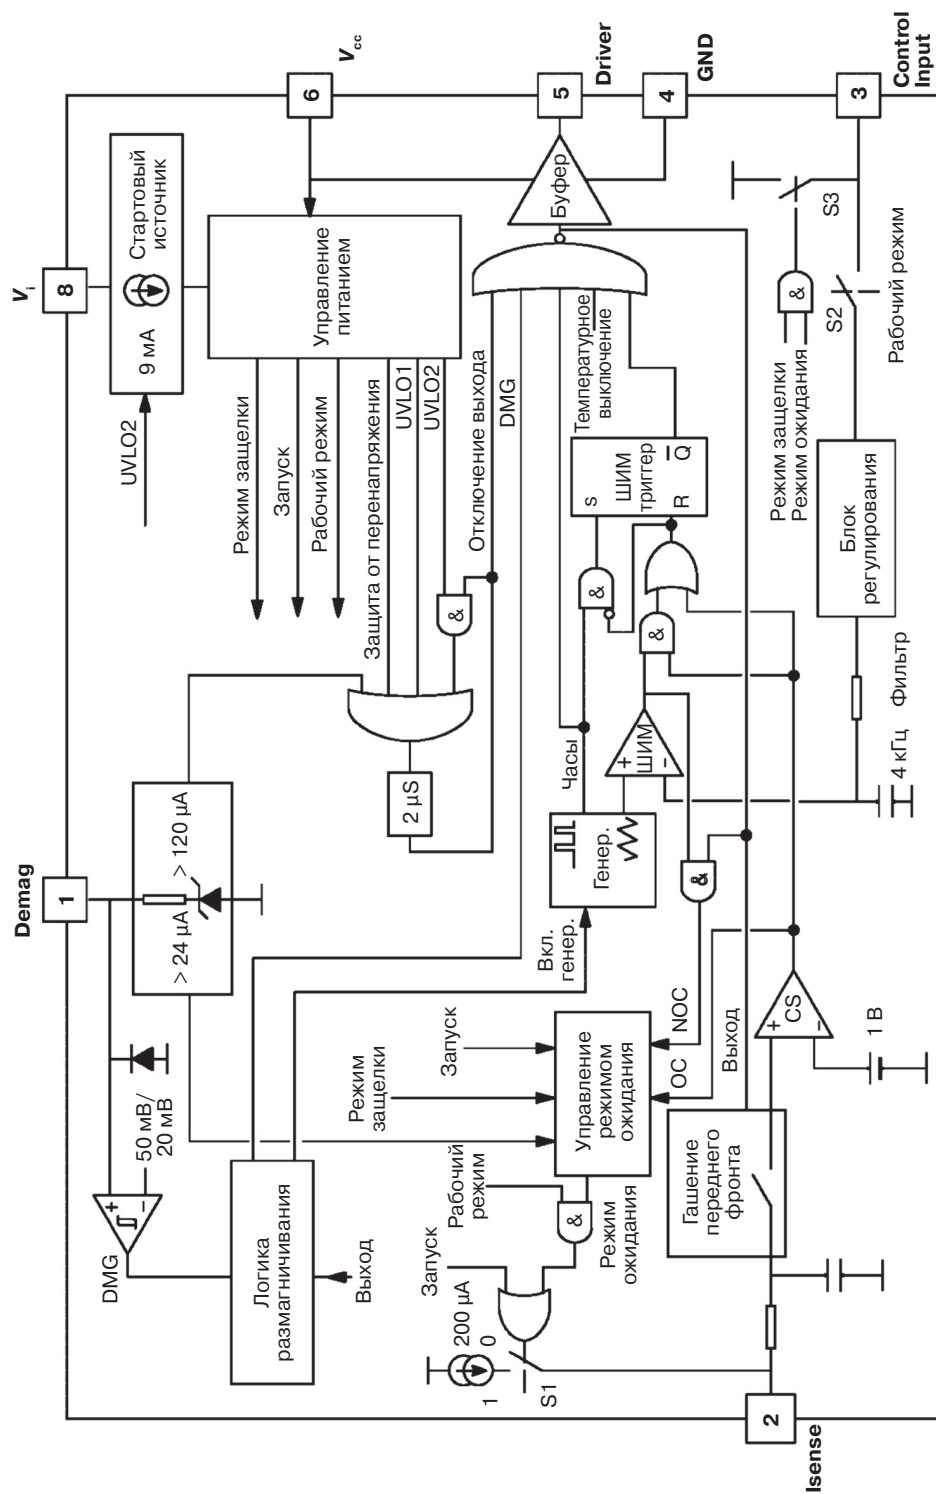 Demag
1
V i
8
V cc
6
Driver
5
GND
4
Control
Input
3
Isense
2
UVLO2
9 мА
Стартовый
источник
Управление
питанием
Режим защелки
Запуск
Рабочий режим
Защита от перенапряжения
UVLO1
UVLO2
&
Отключение выхода
DMG
Температурное
выключение
Буфер
> 24 µA
> 120 µA
2 µS
50 мВ/
20 мВ
+
–
DMG
Логика
размагничивания
Выход
Вкл.
генер.
Генер.
Часы
+
–
ШИМ
&
&
S
R
Q
ШИМ
триггер
&
Запуск
Режим
защелки
Рабочий
режим
Управление
режимом
ожидания
NOC
OC
Выход
&
Режим
ожидания
Запуск
200 µA
0
1
S1
Гашение
переднего
фронта
+
–
CS
1 В
4 кГц
Фильтр
Блок
регулирования
Режим защелки
Режим ожидания
&
S3
S2
Рабочий режим